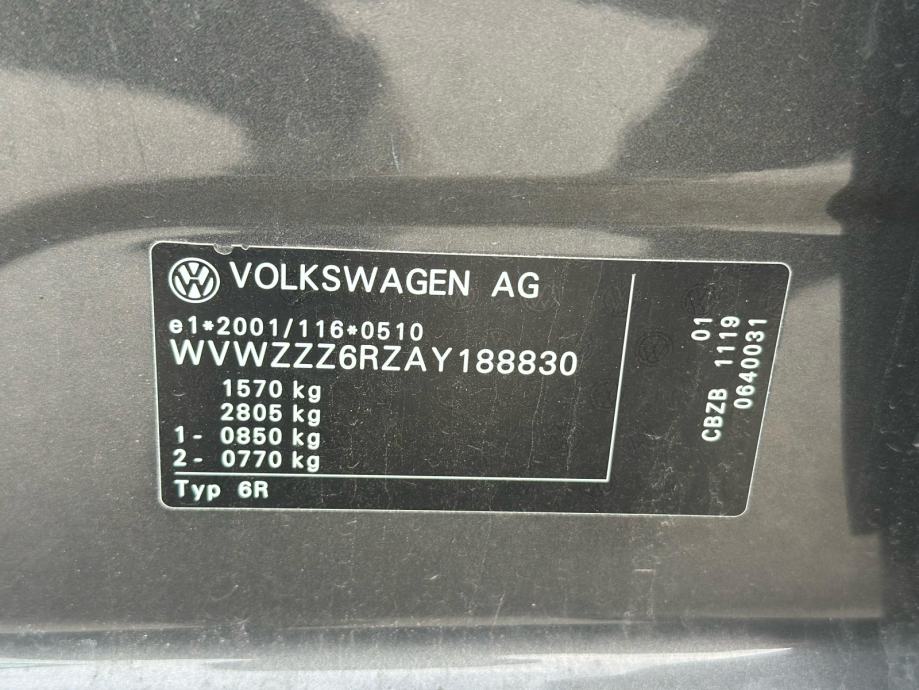 VOLKSWAGEN AG
e1*2001/116*0510
WVWZZZ6RZAY188830
1570 kg
2805 kg
1- 0850 kg
2- 0770 kg
Typ 6R
01
CBZB 1119
0640031